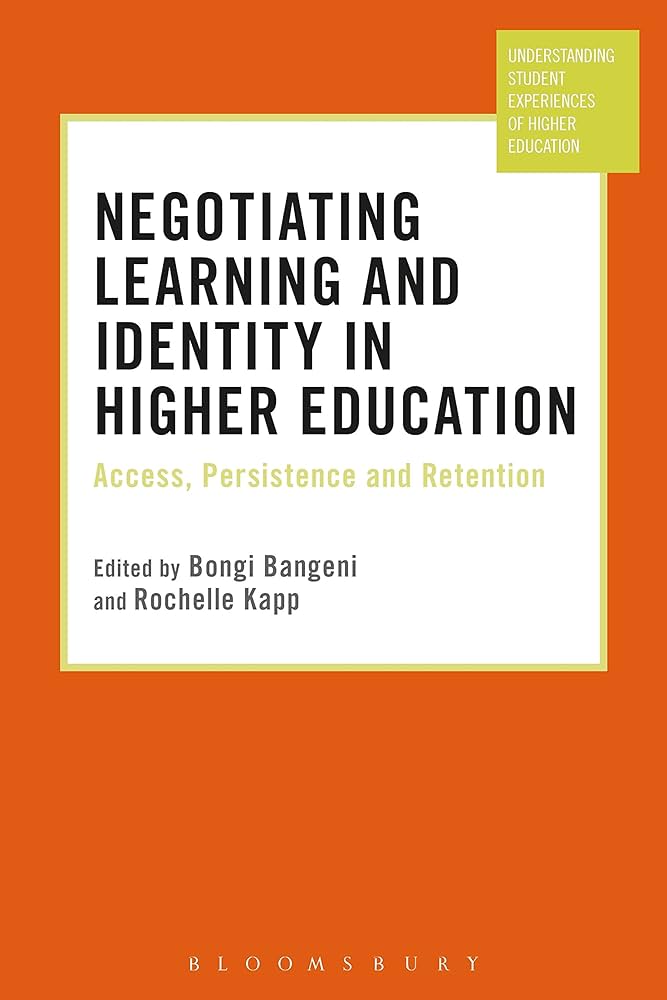 UNDERSTANDING
STUDENT
EXPERIENCES
OF HIGHER
EDUCATION
NEGOTIATING
LEARNING AND
IDENTITY IN
HIGHER EDUCATION
Access, Persistence and Retention
Edited by Bongi Bangeni
and Rochelle Kapp
BLOOMSBURY